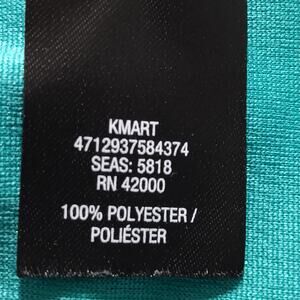 KMART
4712937584374
SEAS: 5818
RN 42000
100% POLYESTER /
POLIÉSTER